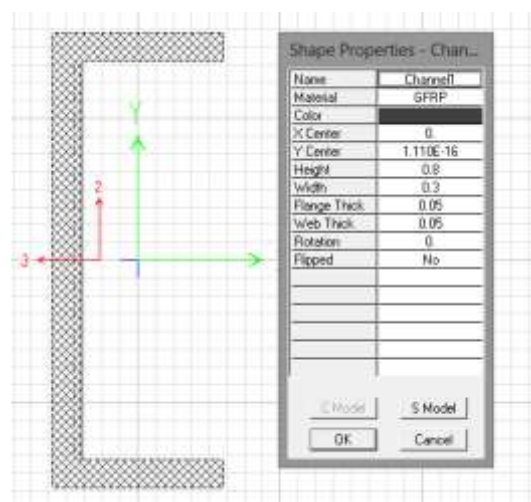 Y
2
3
Shape Properties - Chan...
Name Channel1
Material GFRP
Color
X Center 0.
Y Center 1.110E-16
Height 0.8
Width 0.3
Flange Thick. 0.05
Web Thick. 0.05
Rotation 0.
Flipped No
C Model S Model
OK Cancel